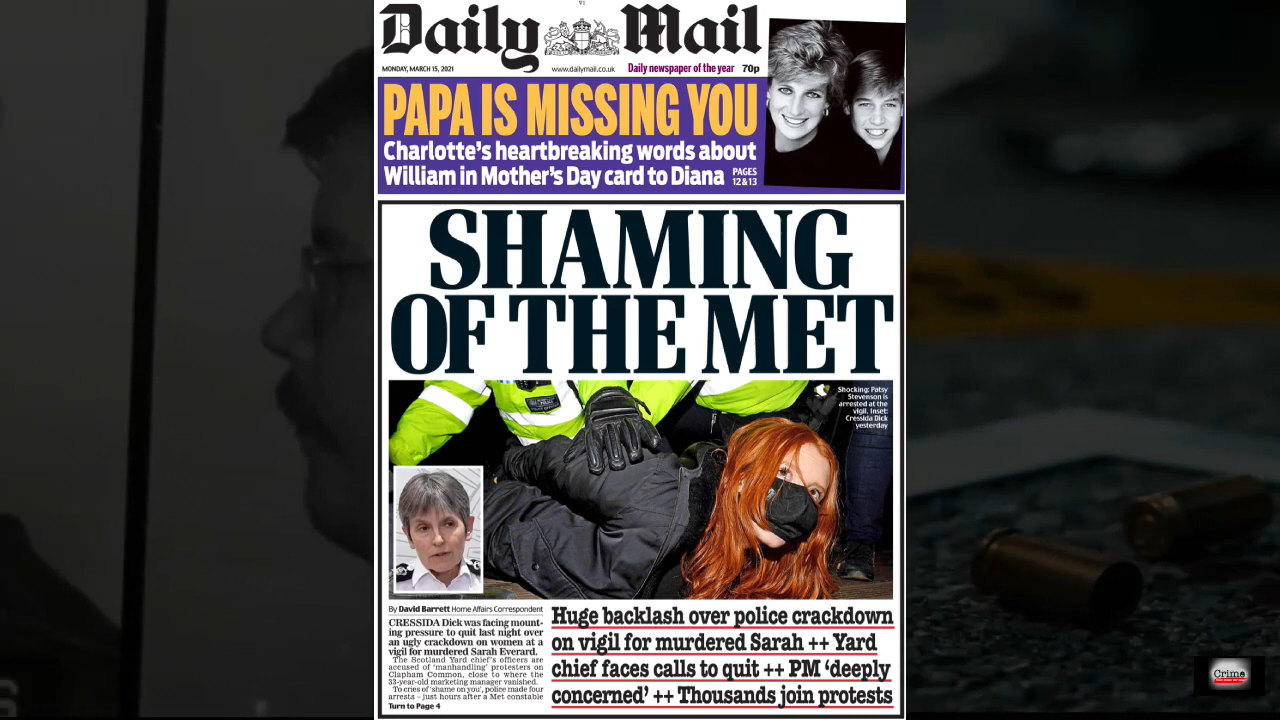 V1
Daily Mail
MONDAY, MARCH 15, 2021
www.dailymail.co.uk
Daily newspaper of the year
70p
PAPA IS MISSING YOU
Charlotte's heartbreaking words about
William in Mother's Day card to Diana
PAGES
12&13
SHAMING
OF THE MET
Shocking: Patsy
Stevenson is
arrested at the
vigil. Inset:
Cressida Dick
yesterday
By David Barrett Home Affairs Correspondent
CRESSIDA Dick was facing mount-
ing pressure to quit last night over
an ugly crackdown on women at a
vigil for murdered Sarah Everard.
The Scotland Yard chief's officers are
accused of 'manhandling' protesters on
Clapham Common, close to where the
33-year-old marketing manager vanished.
To cries of 'shame on you', police made four
arrests – just hours after a Met constable
Turn to Page 4
Huge backlash over police crackdown
on vigil for murdered Sarah ++ Yard
chief faces calls to quit ++ PM 'deeply
concerned' ++ Thousands join protests
Crime